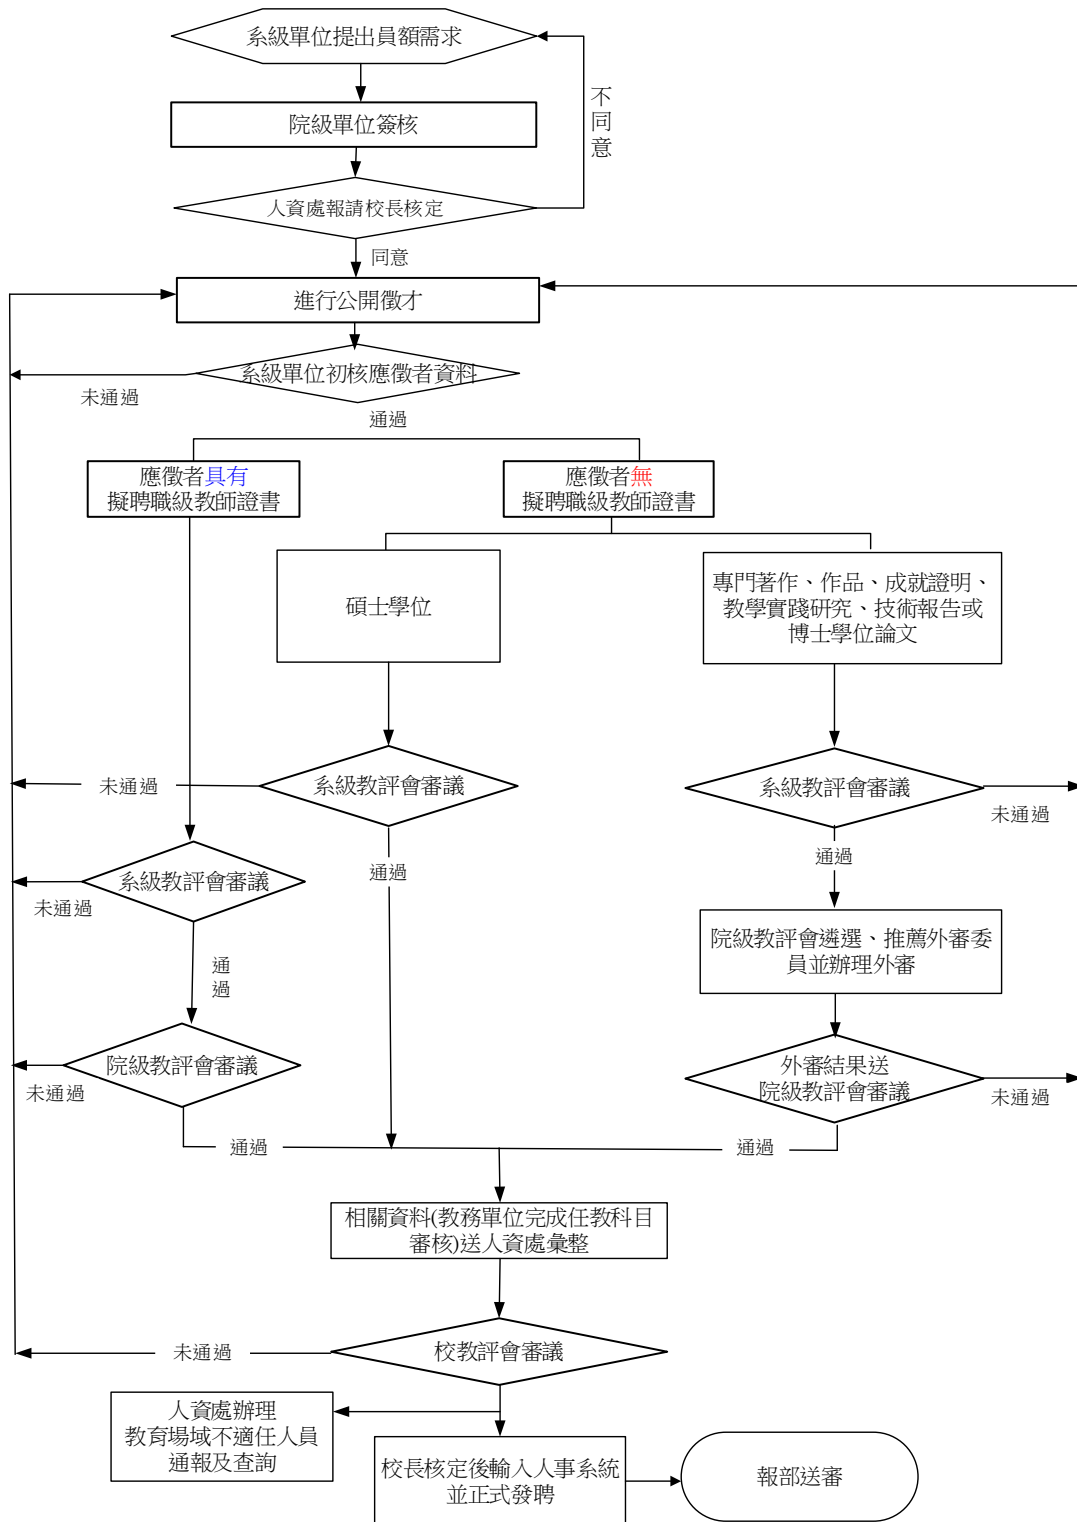 系級單位提出員額需求
不
同
意
院級單位簽核
人資處報請校長核定
同意
進行公開徵才
系級單位初核應徵者資料
未通過
通過
應徵者具有
擬聘職級教師證書
應徵者無
擬聘職級教師證書
碩士學位
專門著作、作品、成就證明、
教學實踐研究、技術報告或
博士學位論文
系級教評會審議
未通過
系級教評會審議
未通過
通過
通過
系級教評會審議
未通過
院級教評會遴選、推薦外審委
員並辦理外審
通
過
院級教評會審議
未通過
外審結果送
院級教評會審議
未通過
通過
通過
相關資料(教務單位完成任教科目
審核)送人資處彙整
校教評會審議
未通過
人資處辦理
教育場域不適任人員
通報及查詢
校長核定後輸入人事系統
並正式發聘
報部送審